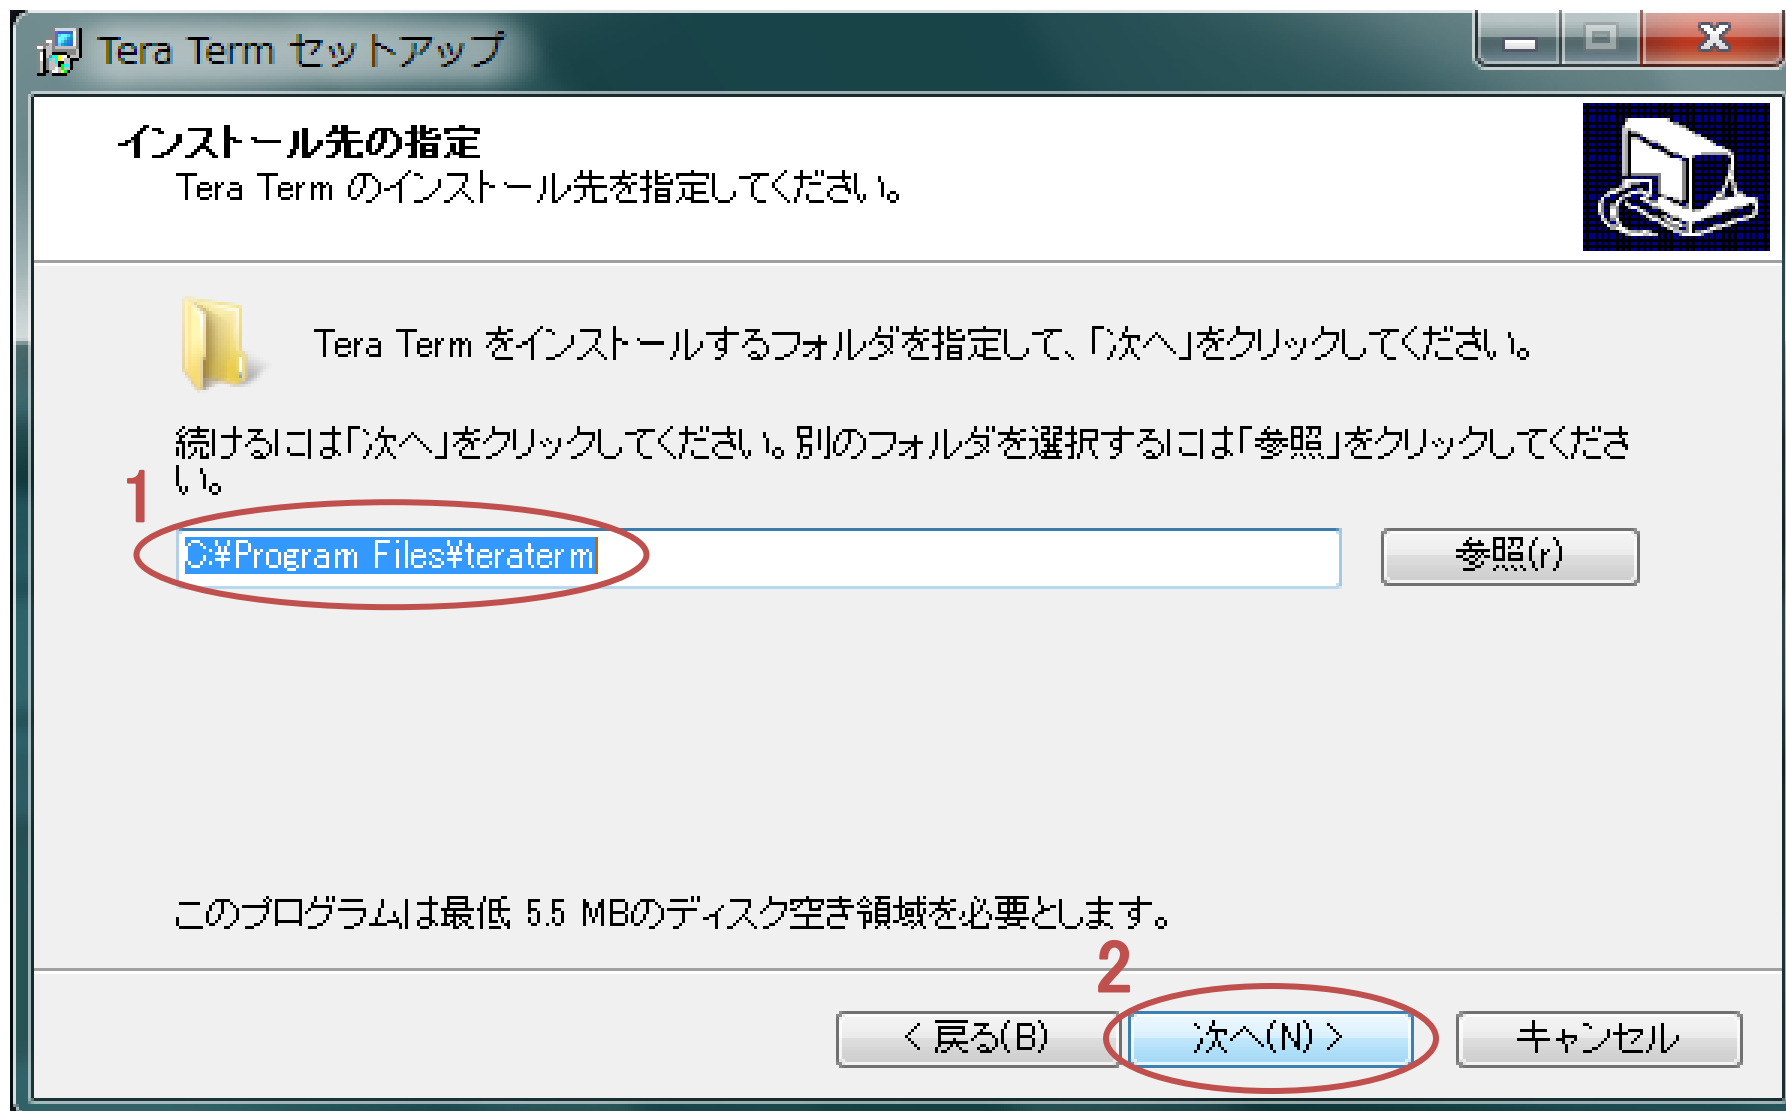 Tera Term セットアップ
インストール先の指定
Tera Term のインストール先を指定してください。
Tera Term をインストールするフォルダを指定して、「次へ」をクリックしてください。
続けるには「次へ」をクリックしてください。別のフォルダを選択するには「参照」をクリックしてくださ
い。
1
C:¥Program Files¥teraterm
参照(r)
このプログラムは最低 5.5 MBのディスク空き領域を必要とします。
2
< 戻る(B)
次へ(N) >
キャンセル